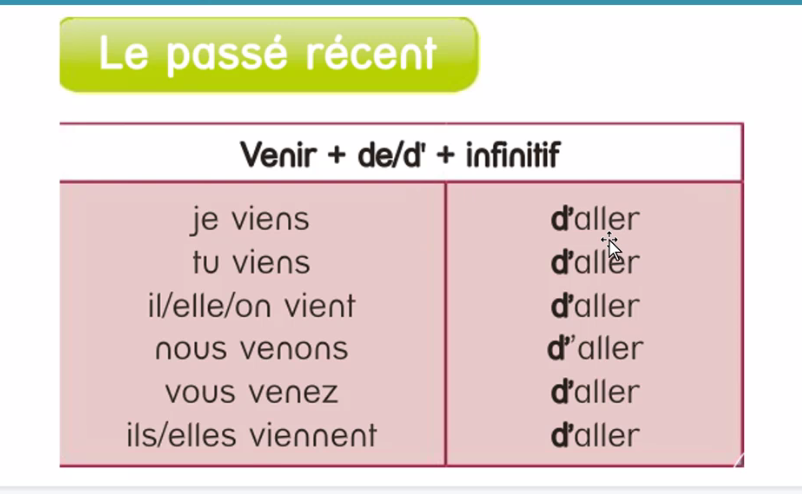 Le passé récent
Venir + de/d' + infinitif
je viens d’aller
tu viens d’aller
il/elle/on vient d’aller
nous venons d’’aller
vous venez d’aller
ils/elles viennent d’aller